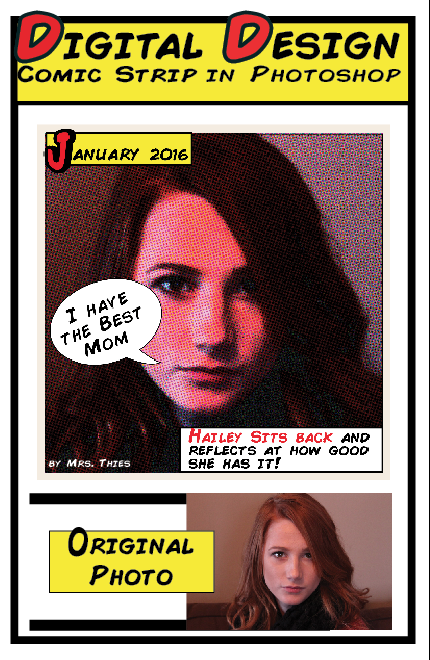 Digital Design
Comic Strip in Photoshop
January 2016
I have
the Best
Mom
Hailey Sits back and
reflects at how good
she has it!
by Mrs. Thies
Original
Photo